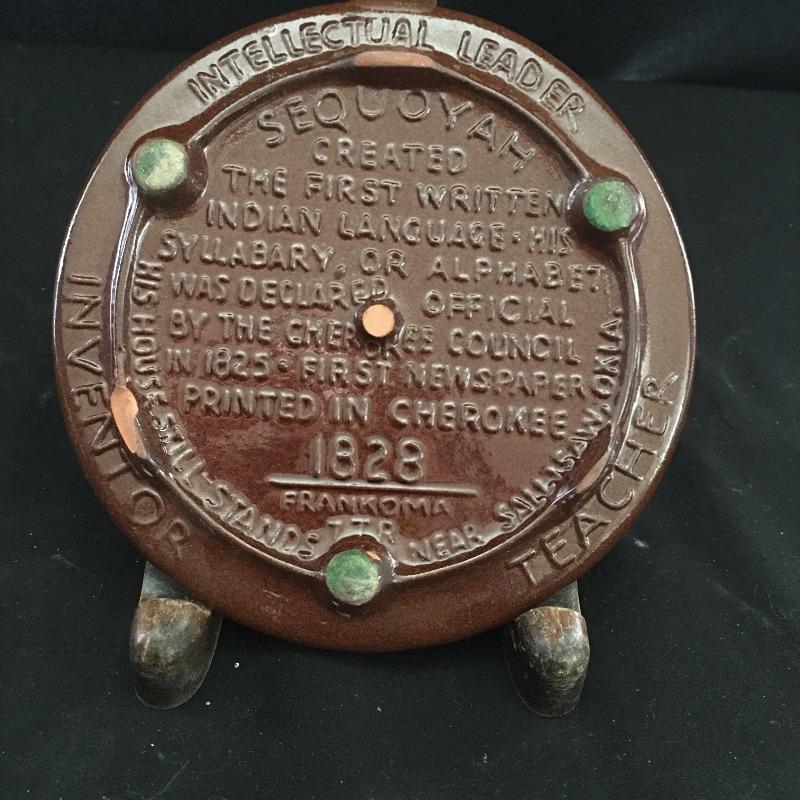 INTELLECTUAL LEADER
SEQUOYAH
CREATED
THE FIRST WRITTEN
INDIAN LANGUAGE · HIS
SYLLABARY, OR ALPHABET
WAS DECLARED OFFICIAL
BY THE CHEROKEE COUNCIL
IN 1825 · FIRST NEWSPAPER
PRINTED IN CHEROKEE
1828
FRANKOMA
7TR
HIS HOUSE STILL STANDS NEAR SALLISAW, OKLA.
INVENTOR
TEACHER